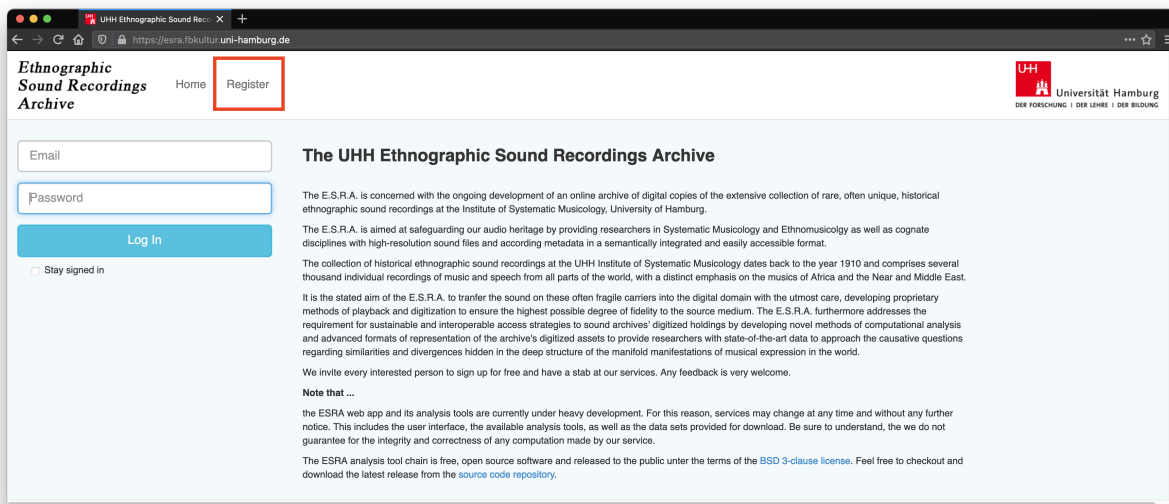 UHH Ethnographic Sound Reco
https://esra.fbkultur.uni-hamburg.de
Ethnographic
Sound Recordings
Archive
Home
Register
UHH
Universität Hamburg
DER FORSCHUNG | DER LEHRE | DER BILDUNG
Email
Password
Log In
Stay signed in
The UHH Ethnographic Sound Recordings Archive
The E.S.R.A. is concerned with the ongoing development of an online archive of digital copies of the extensive collection of rare, often unique, historical
ethnographic sound recordings at the Institute of Systematic Musicology, University of Hamburg.
The E.S.R.A. is aimed at safeguarding our audio heritage by providing researchers in Systematic Musicology and Ethnomusicolgy as well as cognate
disciplines with high-resolution sound files and according metadata in a semantically integrated and easily accessible format.
The collection of historical ethnographic sound recordings at the UHH Institute of Systematic Musicology dates back to the year 1910 and comprises several
thousand individual recordings of music and speech from all parts of the world, with a distinct emphasis on the musics of Africa and the Near and Middle East.
It is the stated aim of the E.S.R.A. to tranfer the sound on these often fragile carriers into the digital domain with the utmost care, developing proprietary
methods of playback and digitization to ensure the highest possible degree of fidelity to the source medium. The E.S.R.A. furthermore addresses the
requirement for sustainable and interoperable access strategies to sound archives' digitized holdings by developing novel methods of computational analysis
and advanced formats of representation of the archive's digitized assets to provide researchers with state-of-the-art data to approach the causative questions
regarding similarities and divergences hidden in the deep structure of the manifold manifestations of musical expression in the world.
We invite every interested person to sign up for free and have a stab at our services. Any feedback is very welcome.
Note that ...
the ESRA web app and its analysis tools are currently under heavy development. For this reason, services may change at any time and without any further
notice. This includes the user interface, the available analysis tools, as well as the data sets provided for download. Be sure to understand, the we do not
guarantee for the integrity and correctness of any computation made by our service.
The ESRA analysis tool chain is free, open source software and released to the public unter the terms of the BSD 3-clause license. Feel free to checkout and
download the latest release from the source code repository.